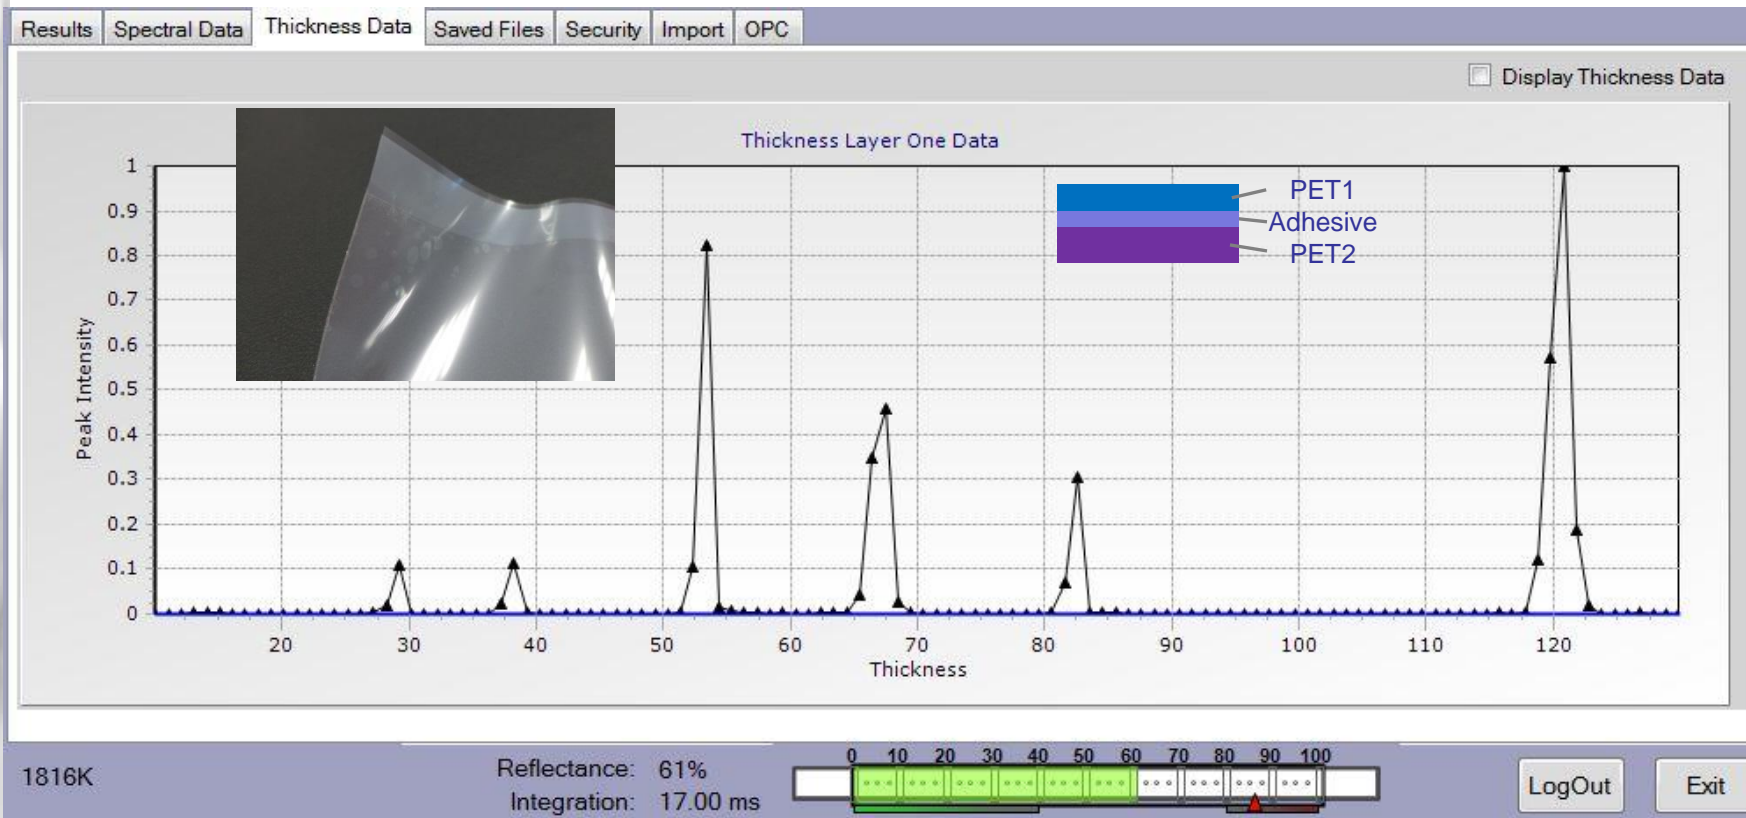 Results Spectral Data Thickness Data Saved Files Security Import OPC
Display Thickness Data
Thickness Layer One Data
PET1
Adhesive
PET2
Peak Intensity
1
0.9
0.8
0.7
0.6
0.5
0.4
0.3
0.2
0.1
0
20 30 40 50 60 70 80 90 100 110 120
Thickness
0 10 20 30 40 50 60 70 80 90 100
1816K
Reflectance: 61%
Integration: 17.00 ms
LogOut Exit